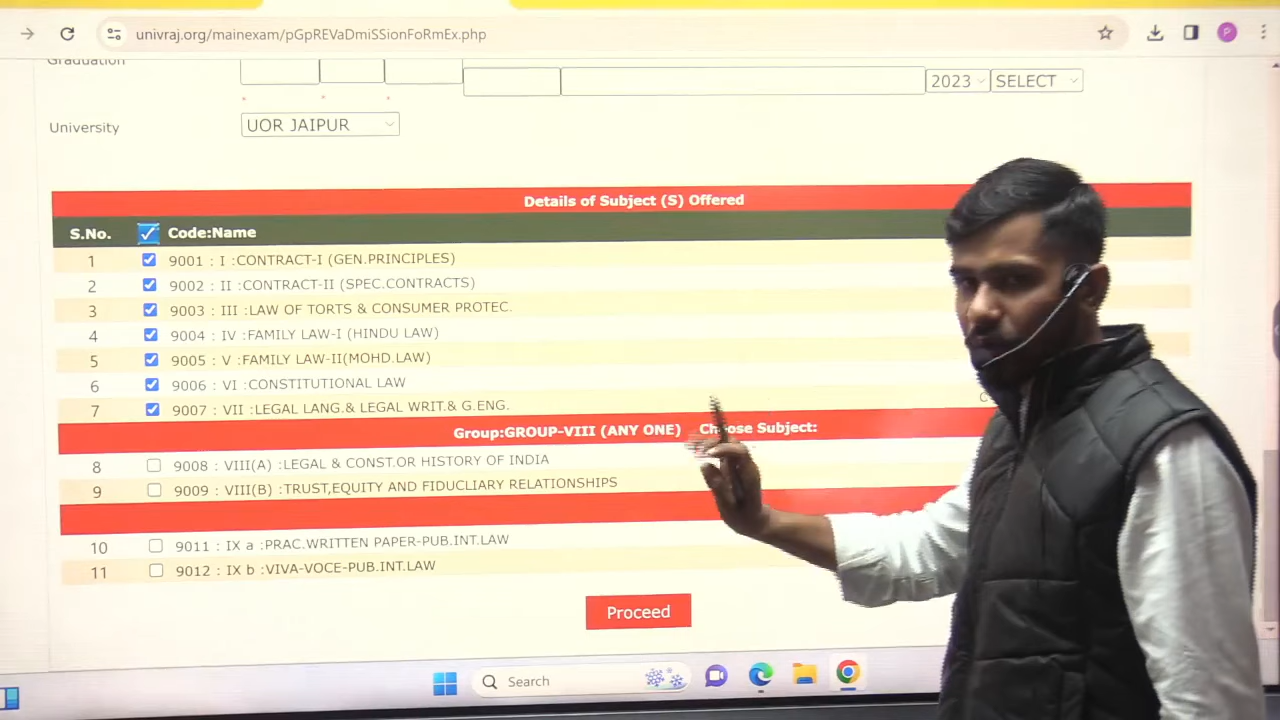 univraj.org/mainexam/pGpREVaDmiSSionFoRmEx.php
P
Graduation
2023 SELECT
* * *
University UOR JAIPUR
Details of Subject (S) Offered
S.No. Code:Name
1 9001 : I :CONTRACT-I (GEN.PRINCIPLES)
2 9002 : II :CONTRACT-II (SPEC.CONTRACTS)
3 9003 : III :LAW OF TORTS & CONSUMER PROTEC.
4 9004 : IV :FAMILY LAW-I (HINDU LAW)
5 9005 : V :FAMILY LAW-II(MOHD.LAW)
6 9006 : VI :CONSTITUTIONAL LAW
7 9007 : VII :LEGAL LANG.& LEGAL WRIT.& G.ENG.
Group:GROUP-VIII (ANY ONE) Choose Subject:
8 9008 : VIII(A) :LEGAL & CONST.OR HISTORY OF INDIA
9 9009 : VIII(B) :TRUST,EQUITY AND FIDUCLIARY RELATIONSHIPS
10 9011 : IX a :PRAC.WRITTEN PAPER-PUB.INT.LAW
11 9012 : IX b :VIVA-VOCE-PUB.INT.LAW
Proceed
Search